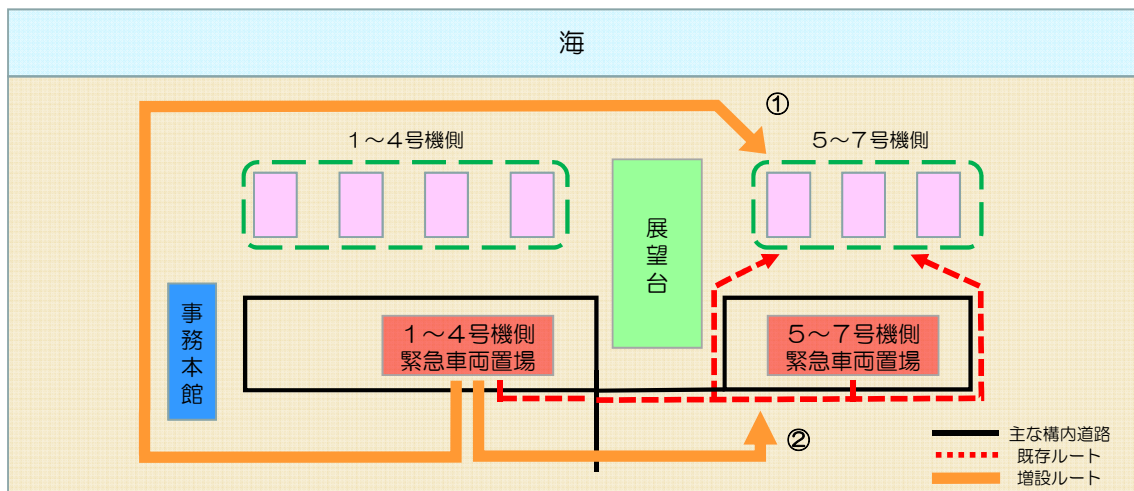 海
①
1〜4号機側
5〜7号機側
展望台
事務本館
1〜4号機側
緊急車両置場
5〜7号機側
緊急車両置場
②
主な構内道路
既存ルート
増設ルート